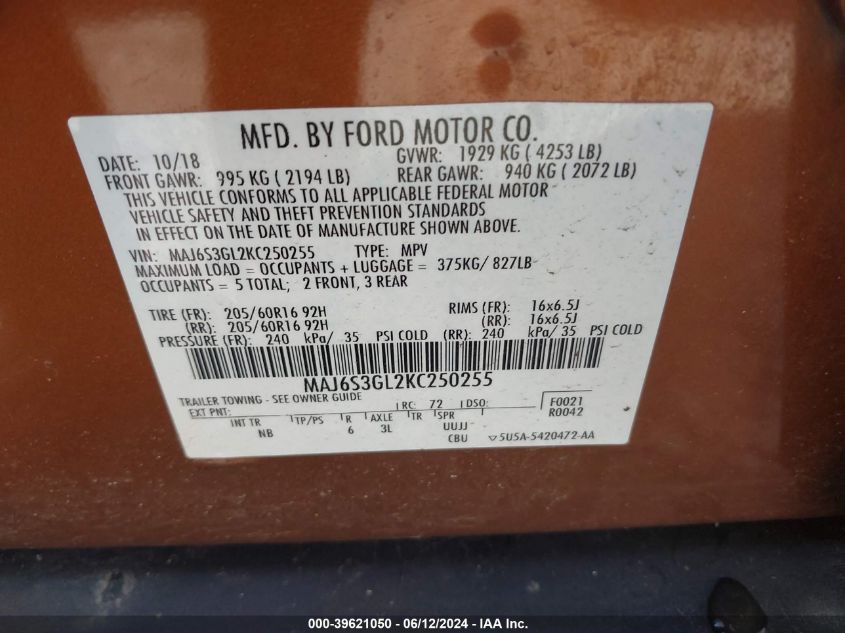 MFD. BY FORD MOTOR CO.
DATE: 10/18 GVWR: 1929 KG ( 4253 LB)
FRONT GAWR: 995 KG ( 2194 LB) REAR GAWR: 940 KG ( 2072 LB)
THIS VEHICLE CONFORMS TO ALL APPLICABLE FEDERAL MOTOR
VEHICLE SAFETY AND THEFT PREVENTION STANDARDS
IN EFFECT ON THE DATE OF MANUFACTURE SHOWN ABOVE.
VIN: MAJ6S3GL2KC250255 TYPE: MPV
MAXIMUM LOAD = OCCUPANTS + LUGGAGE = 375KG/ 827LB
OCCUPANTS = 5 TOTAL; 2 FRONT, 3 REAR
TIRE (FR): 205/60R16 92H RIMS (FR): 16x6.5J
(RR): 205/60R16 92H (RR): 16x6.5J
PRESSURE (FR): 240 kPa/ 35 PSI COLD (RR): 240 kPa/ 35 PSI COLD
MAJ6S3GL2KC250255
TRAILER TOWING - SEE OWNER GUIDE
EXT PNT: RC: 72 DSO: F0021
R0042
INT TR TP/PS R AXLE TR SPR
NB 6 3L UUJJ
CBU 5U5A-5420472-AA
000-39621050 - 06/12/2024 - IAA Inc.